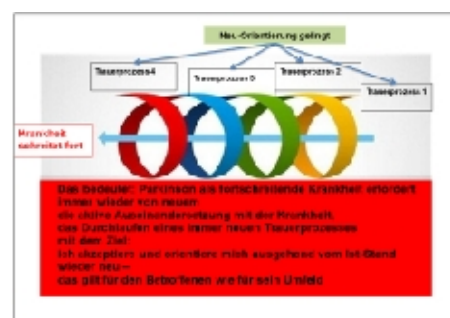 Neu-Orientierung gelingt
Trauerprozess 4
Trauerprozess 3
Trauerprozess 2
Trauerprozess 1
Krankheit
schreitet fort
Das bedeutet: Parkinson als fortschreitende Krankheit erfordert
immer wieder von neuem:
die aktive Auseinandersetzung mit der Krankheit,
das Durchlaufen eines immer neuen Trauerprozesses
mit dem Ziel:
Ich akzeptiere und orientiere mich ausgehend vom Ist-Stand
wieder neu—
das gilt für den Betroffenen wie für sein Umfeld